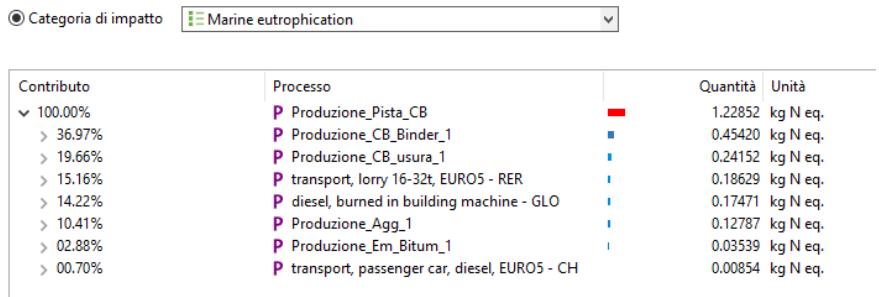 Categoria di impatto Marine eutrophication
Contributo Processo Quantità Unità
100.00% P Produzione_Pista_CB 1.22852 kg N eq.
36.97% P Produzione_CB_Binder_1 0.45420 kg N eq.
19.66% P Produzione_CB_usura_1 0.24152 kg N eq.
15.16% P transport, lorry 16-32t, EURO5 - RER 0.18629 kg N eq.
14.22% P diesel, burned in building machine - GLO 0.17471 kg N eq.
10.41% P Produzione_Agg_1 0.12787 kg N eq.
02.88% P Produzione_Em_Bitum_1 0.03539 kg N eq.
00.70% P transport, passenger car, diesel, EURO5 - CH 0.00854 kg N eq.